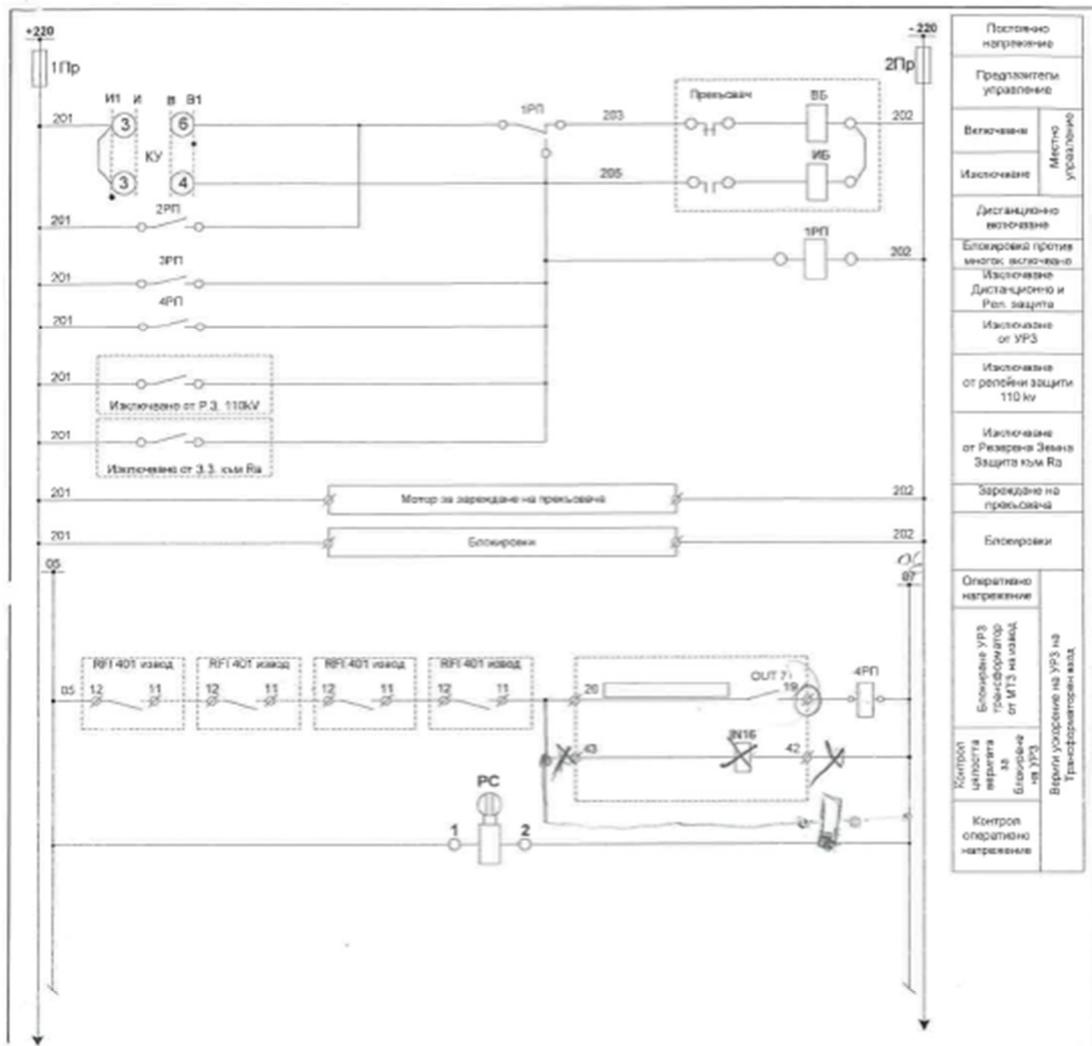 +220
- 220
1Пр
2Пр
И1 И В В1
201
3
6
КУ
3
4
1РП
203
205
Прекъсвач
ВБ
ИБ
202
2РП
201
1РП
202
3РП
201
4РП
201
201
Изключване от Р.З. 110kV
201
Изключване от З.З. към Ra
201
Мотор за зареждане на прекъсвача
202
201
Блокировки
202
05
07
RFI 401 извод
RFI 401 извод
RFI 401 извод
RFI 401 извод
05
12 11
12 11
12 11
12 11
20
OUT 7
19
4РП
43
IN16
42
РС
1
2
Постоянно
напрежение
Предпазители
управление
Включване
Изключване
Местно
управление
Дистанционно
включване
Блокировка против
многок. включване
Изключване
Дистанционно и
Рел. защита
Изключване
от УРЗ
Изключване
от релейни защити
110 kv
Изключване
от Резервна Земна
Защита към Ra
Зареждане на
прекъсвача
Блокировки
Оперативно
напрежение
Блокиране УРЗ
трансформатор
от МТЗ на извод
Контрол
целостта
веригата
за
блокиране
на УРЗ
Контрол
оперативно
напрежение
Вериги ускорение на УРЗ на
Трансформаторен вход